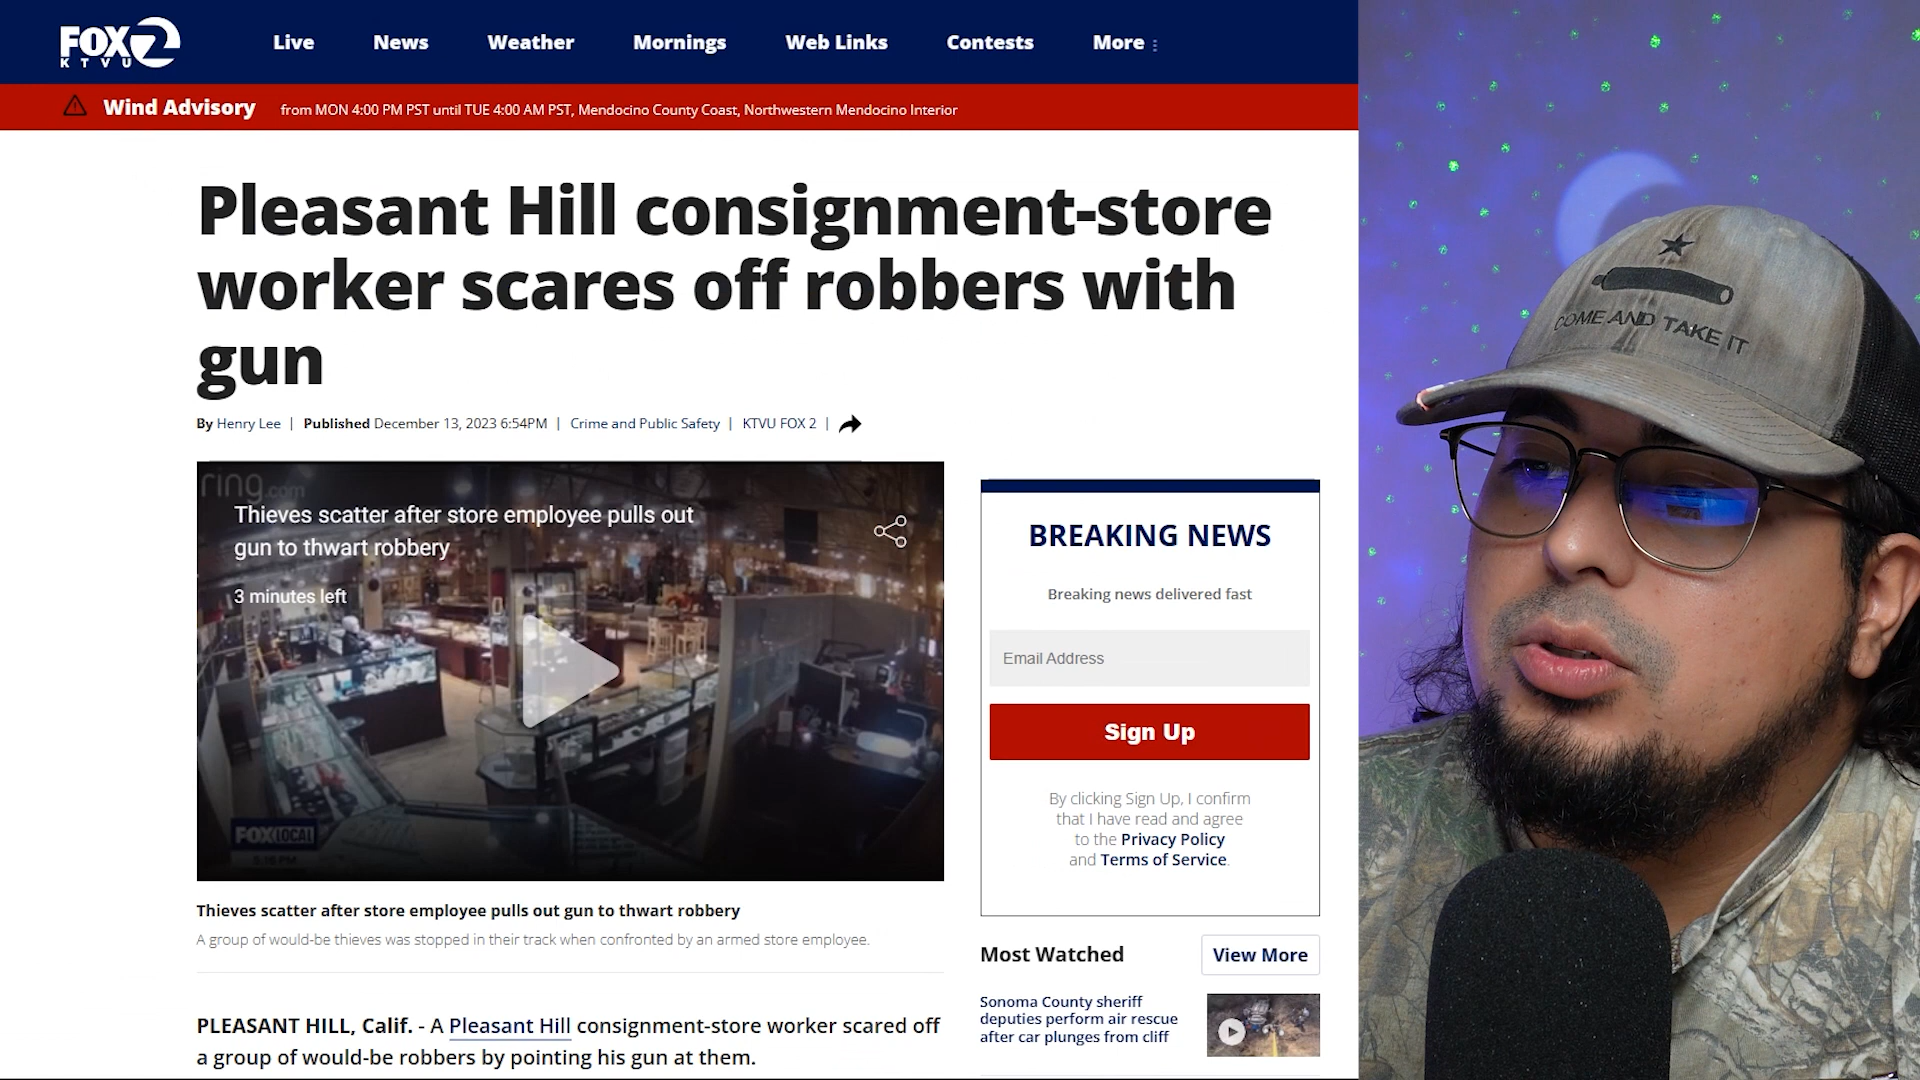 FOX 2
KTVU
Live News Weather Mornings Web Links Contests More
Wind Advisory from MON 4:00 PM PST until TUE 4:00 AM PST, Mendocino County Coast, Northwestern Mendocino Interior
Pleasant Hill consignment-store
worker scares off robbers with
gun
By Henry Lee | Published December 13, 2023 6:54PM | Crime and Public Safety | KTVU FOX 2 |
ring.com
Thieves scatter after store employee pulls out
gun to thwart robbery
3 minutes left
FOX LOCAL
5:16 PM
Thieves scatter after store employee pulls out gun to thwart robbery
A group of would-be thieves was stopped in their track when confronted by an armed store employee.
PLEASANT HILL, Calif. - A Pleasant Hill consignment-store worker scared off
a group of would-be robbers by pointing his gun at them.
BREAKING NEWS
Breaking news delivered fast
Email Address
Sign Up
By clicking Sign Up, I confirm
that I have read and agree
to the Privacy Policy
and Terms of Service.
Most Watched View More
Sonoma County sheriff
deputies perform air rescue
after car plunges from cliff
COME AND TAKE IT